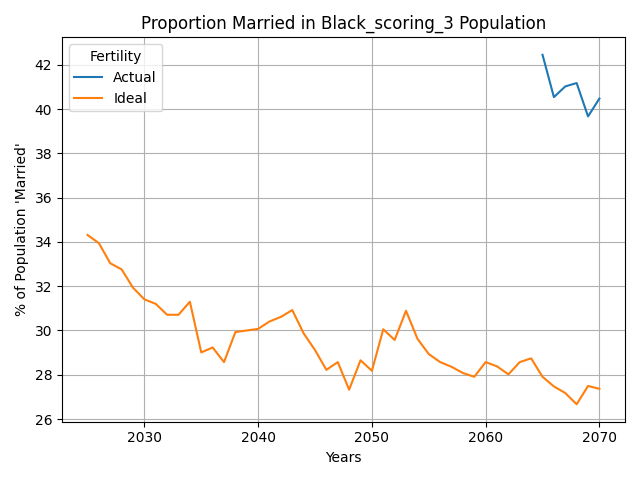 Proportion Married in Black_scoring_3 Population
Fertility
Actual
Ideal
% of Population 'Married'
42
40
38
36
34
32
30
28
26
2030 2040 2050 2060 2070
Years